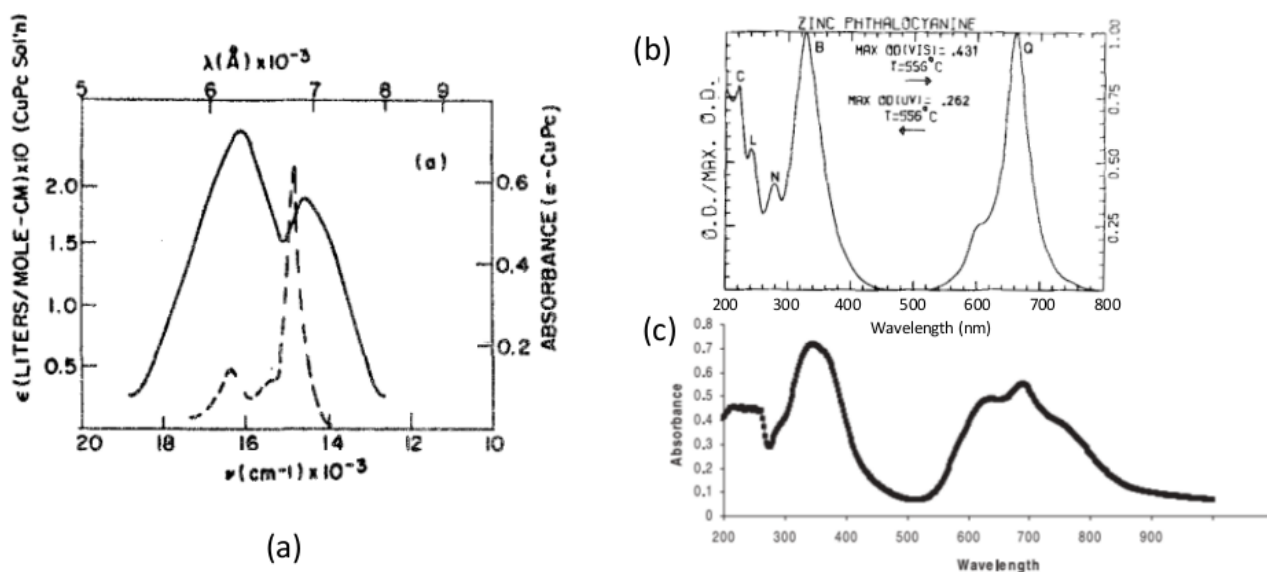 λ(Å)x10⁻³
5 6 7 8 9
(a)
ε(LITERS/MOLE-CM)x10 (CuPc Sol'n)
2.0
1.5
1.0
0.5
ABSORBANCE (α-CuPc)
0.6
0.4
0.2
20 18 16 14 12 10
ν(cm⁻¹)x10⁻³
(a)
(b)
ZINC PHTHALOCYANINE
B
MAX OD(VIS)= .431
T=556°C
Q
MAX OD(UV)= .262
T=556°C
C
L
N
O.D./MAX. O.D.
1.00
0.75
0.50
0.25
200 300 400 500 600 700 800
Wavelength (nm)
(c)
Absorbance
0.8
0.7
0.6
0.5
0.4
0.3
0.2
0.1
0
200 300 400 500 600 700 800 900
Wavelength